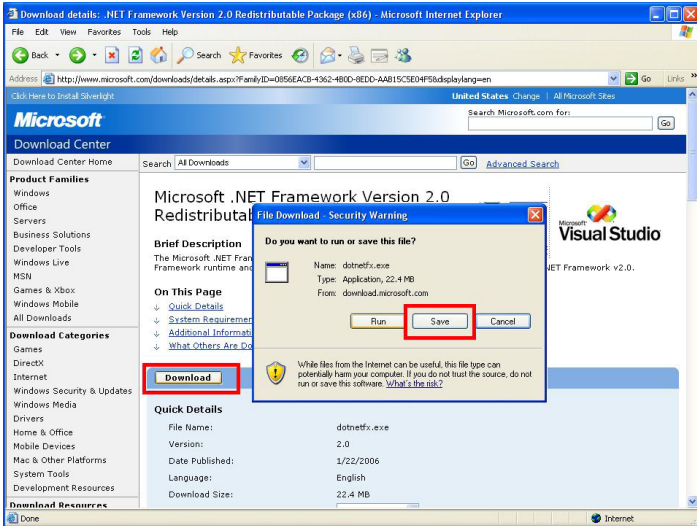 Download details: .NET Framework Version 2.0 Redistributable Package (x86) - Microsoft Internet Explorer
File Edit View Favorites Tools Help
Back Search Favorites
Address http://www.microsoft.com/downloads/details.aspx?FamilyID=0856EACB-4362-4B0D-8EDD-AAB15C5E04F5&displaylang=en Go Links »
Click Here to Install Silverlight United States Change | All Microsoft Sites
Microsoft
Search Microsoft.com for:
Go
Download Center
Download Center Home
Search All Downloads Go Advanced Search
Product Families
Windows
Office
Servers
Business Solutions
Developer Tools
Windows Live
MSN
Games & Xbox
Windows Mobile
All Downloads
Download Categories
Games
DirectX
Internet
Windows Security & Updates
Windows Media
Drivers
Home & Office
Mobile Devices
Mac & Other Platforms
System Tools
Development Resources
Download Resources
Microsoft .NET Framework Version 2.0
Redistributab
Microsoft
Visual Studio
Brief Description
The Microsoft .NET Fran
Framework runtime and
.NET Framework v2.0.
On This Page
Quick Details
System Requiremen
Additional Informati
What Others Are Do
Download
File Download - Security Warning
Do you want to run or save this file?
Name: dotnetfx.exe
Type: Application, 22.4 MB
From: download.microsoft.com
Run Save Cancel
While files from the Internet can be useful, this file type can
potentially harm your computer. If you do not trust the source, do not
run or save this software. What's the risk?
Quick Details
File Name: dotnetfx.exe
Version: 2.0
Date Published: 1/22/2006
Language: English
Download Size: 22.4 MB
Done Internet